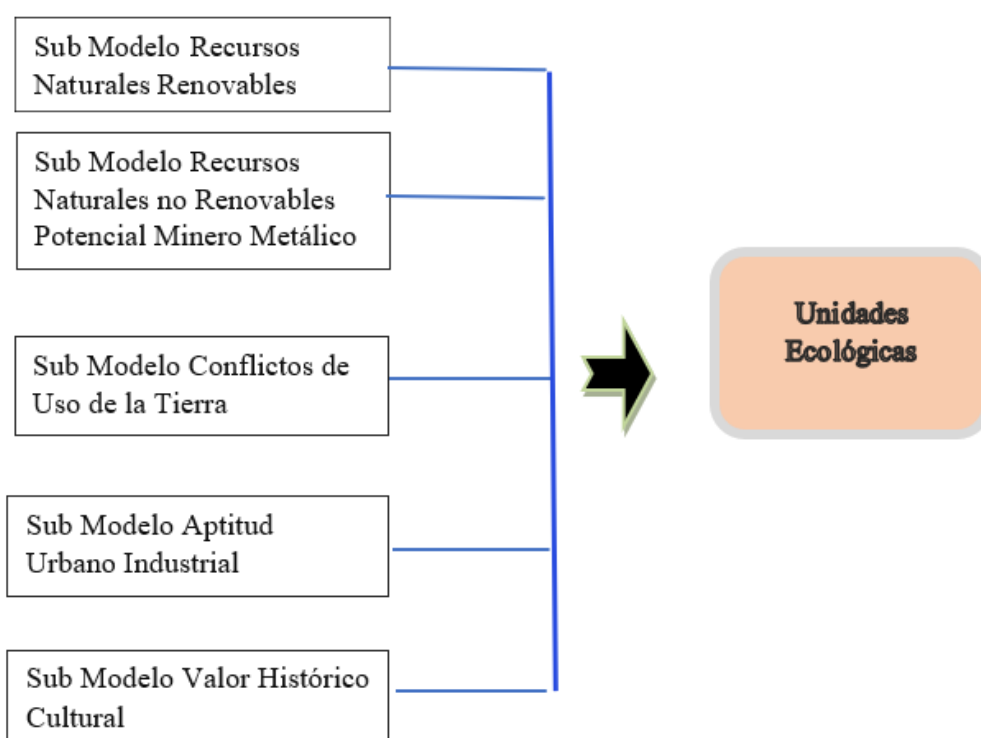 Sub Modelo Recursos
Naturales Renovables
Sub Modelo Recursos
Naturales no Renovables
Potencial Minero Metálico
Sub Modelo Conflictos de
Uso de la Tierra
Sub Modelo Aptitud
Urbano Industrial
Sub Modelo Valor Histórico
Cultural
Unidades
Ecológicas